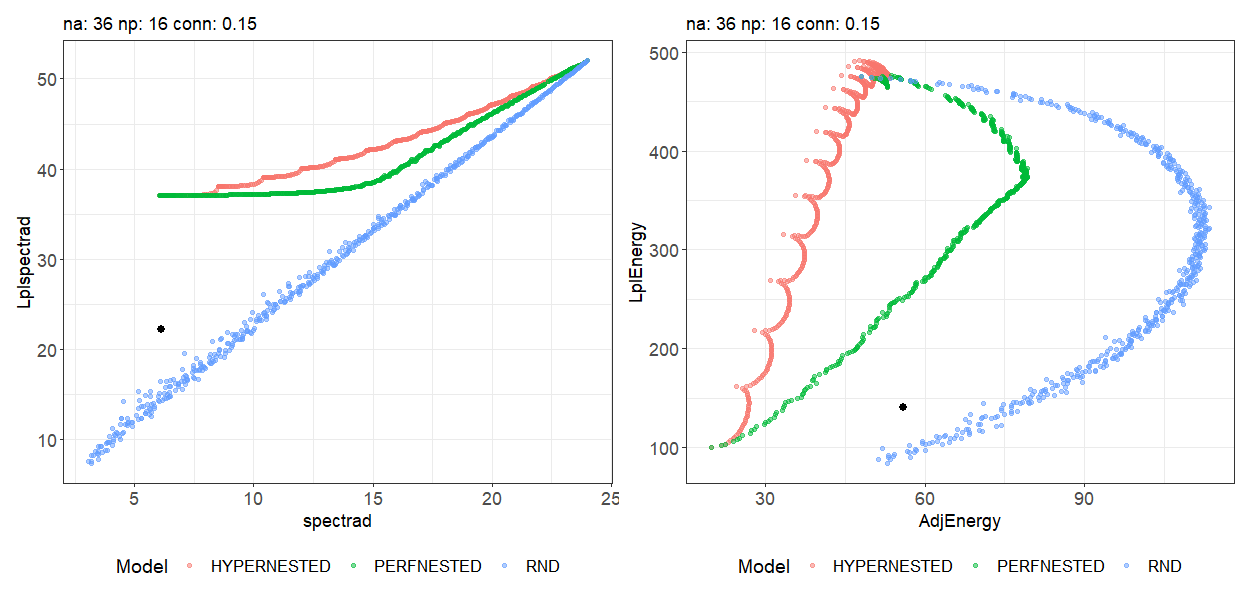 na: 36 np: 16 conn: 0.15
50
40
30
20
10
Lplspectrad
5
10
15
20
25
spectrad
Model HYPERNESTED PERFNESTED RND
na: 36 np: 16 conn: 0.15
500
400
300
200
100
LplEnergy
30
60
90
AdjEnergy
Model HYPERNESTED PERFNESTED RND